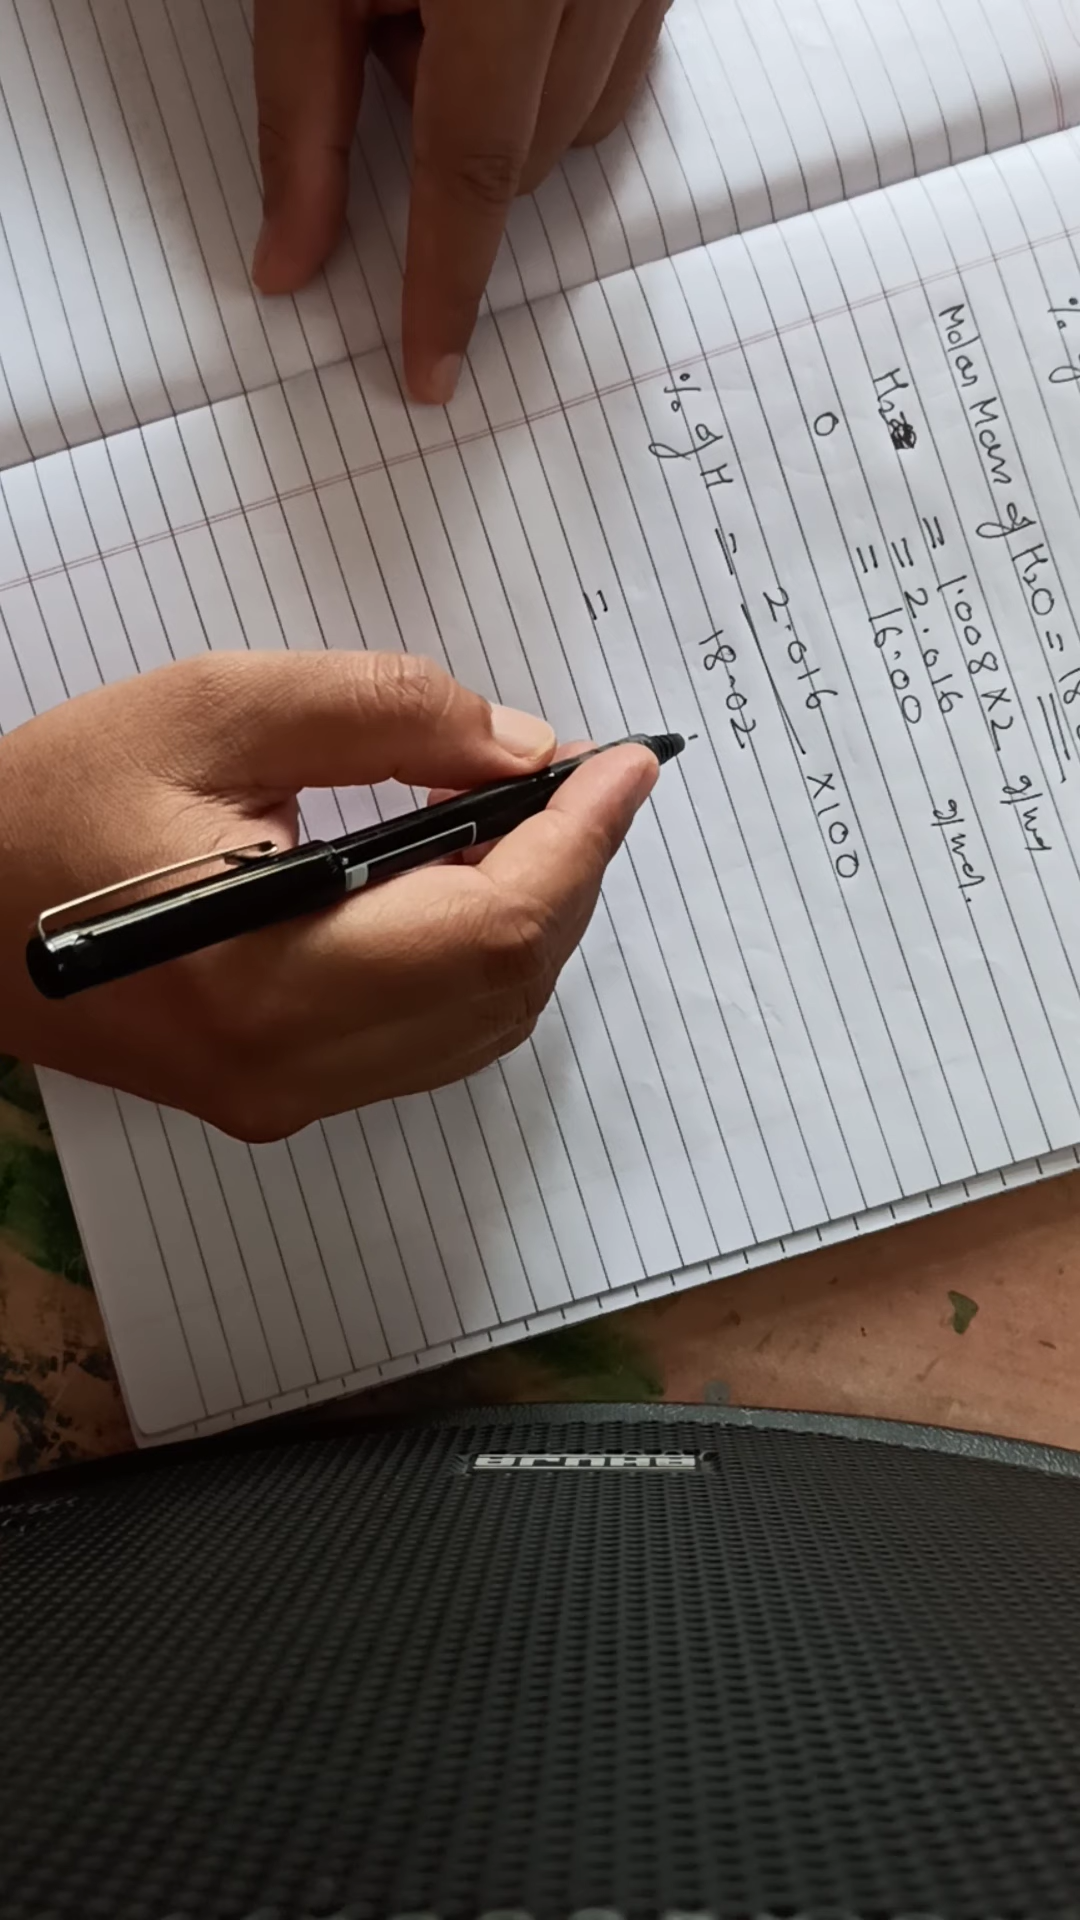 %
Molar Mass of H2O = 18
H2 = 1.008 X 2 g/mol
= 2.016 g/mol.
O = 16.00
% of H = 2.016 X100
18.02
=
AHUJA